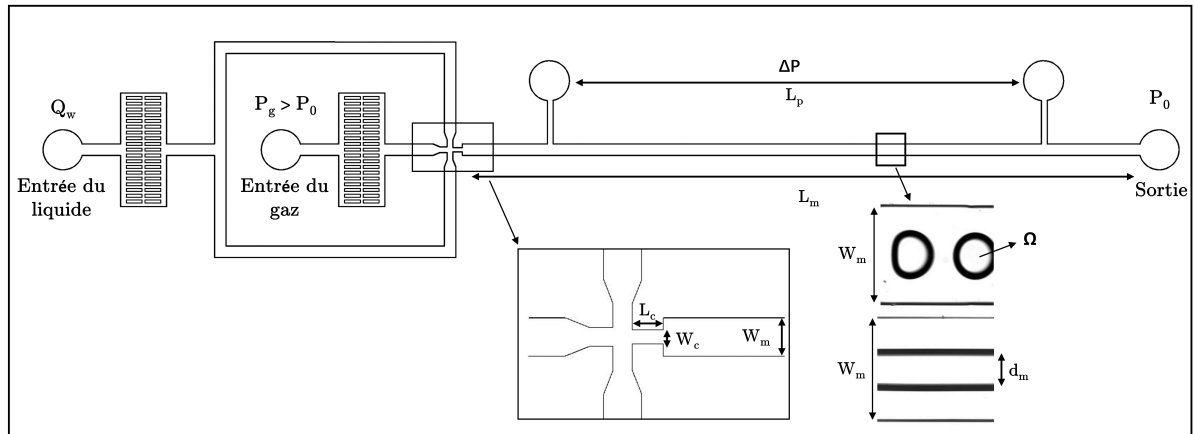 Q_w
Entrée du
liquide
P_g > P_0
Entrée du
gaz
ΔP
L_p
P_0
Sortie
L_m
L_c
W_c
W_m
W_m
Ω
W_m
d_m